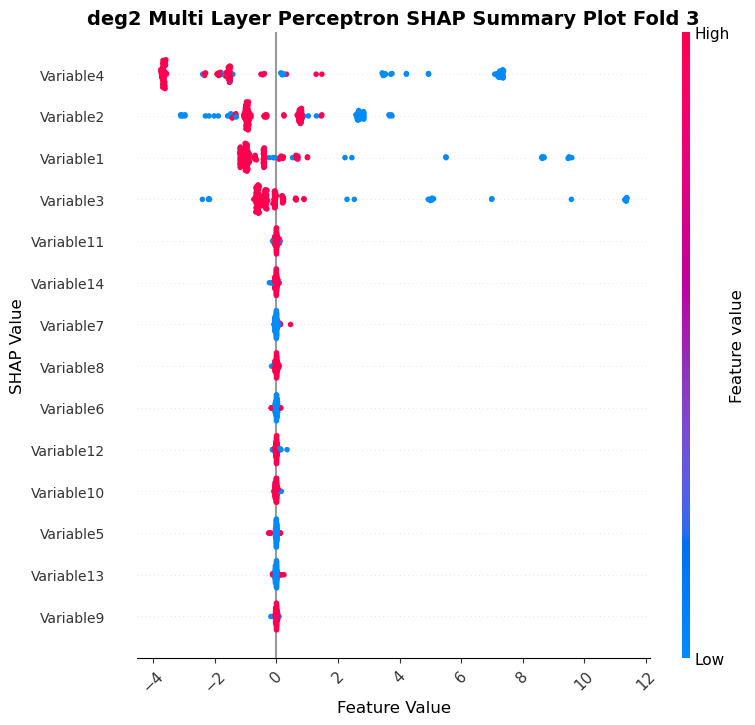 deg2 Multi Layer Perceptron SHAP Summary Plot Fold 3
High
Variable4
Variable2
Variable1
Variable3
Variable11
Variable14
Variable7
Variable8
Variable6
Variable12
Variable10
Variable5
Variable13
Variable9
SHAP Value
Feature value
Low
−4
−2
0
2
4
6
8
10
12
Feature Value